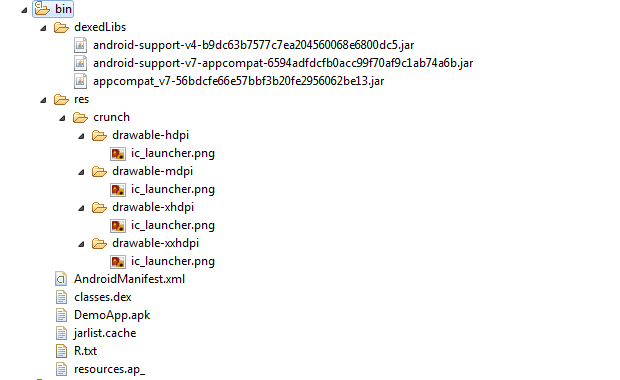 bin
dexedLibs
android-support-v4-b9dc63b7577c7ea204560068e6800dc5.jar
android-support-v7-appcompat-6594adfdcfb0acc99f70af9c1ab74a6b.jar
appcompat_v7-56bdcfe66e57bbf3b20fe2956062be13.jar
res
crunch
drawable-hdpi
ic_launcher.png
drawable-mdpi
ic_launcher.png
drawable-xhdpi
ic_launcher.png
drawable-xxhdpi
ic_launcher.png
AndroidManifest.xml
classes.dex
DemoApp.apk
jarlist.cache
R.txt
resources.ap_